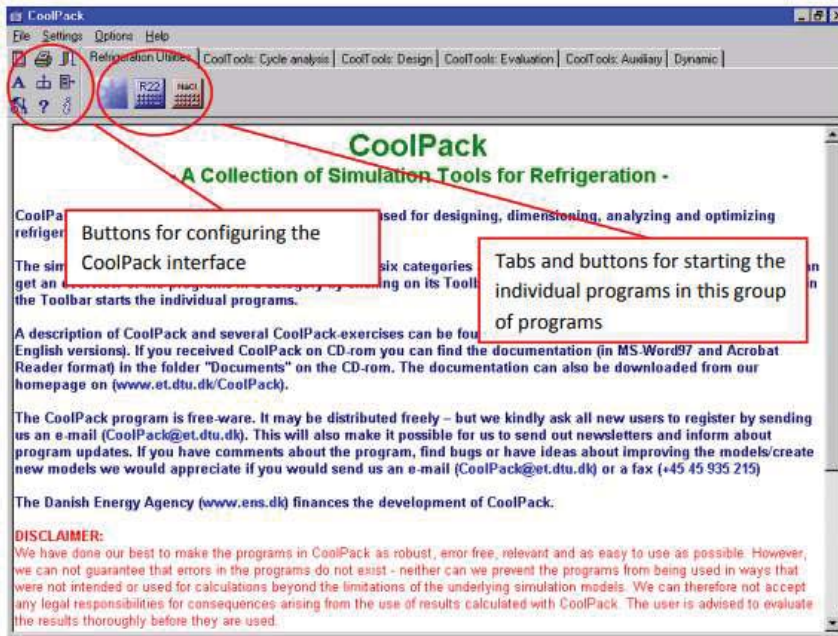 CoolPack
File Settings Options Help
Refrigeration Utilities CoolTools: Cycle analysis CoolTools: Design CoolTools: Evaluation CoolTools: Auxiliary Dynamic
A
R22 NaCl
?
CoolPack
- A Collection of Simulation Tools for Refrigeration -
CoolPa sed for designing, dimensioning, analyzing and optimizing
refriger
Buttons for configuring the
CoolPack interface
Tabs and buttons for starting the
individual programs in this group
of programs
The sim six categories
get an on its Toolb in
the Toolbar starts the individual programs.
A description of CoolPack and several CoolPack-exercises can be fou
English versions). If you received CoolPack on CD-rom you can find the documentation (in MS-Word97 and Acrobat
Reader format) in the folder "Documents" on the CD-rom. The documentation can also be downloaded from our
homepage on (www.et.dtu.dk/CoolPack).
The CoolPack program is free-ware. It may be distributed freely – but we kindly ask all new users to register by sending
us an e-mail (CoolPack@et.dtu.dk). This will also make it possible for us to send out newsletters and inform about
program updates. If you have comments about the program, find bugs or have ideas about improving the models/create
new models we would appreciate if you would send us an e-mail (CoolPack@et.dtu.dk) or a fax (+45 45 935 215)
The Danish Energy Agency (www.ens.dk) finances the development of CoolPack.
DISCLAIMER:
We have done our best to make the programs in CoolPack as robust, error free, relevant and as easy to use as possible. However,
we can not guarantee that errors in the programs do not exist - neither can we prevent the programs from being used in ways that
were not intended or used for calculations beyond the limitations of the underlying simulation models. We can therefore not accept
any legal responsibilities for consequences arising from the use of results calculated with CoolPack. The user is advised to evaluate
the results thoroughly before they are used.